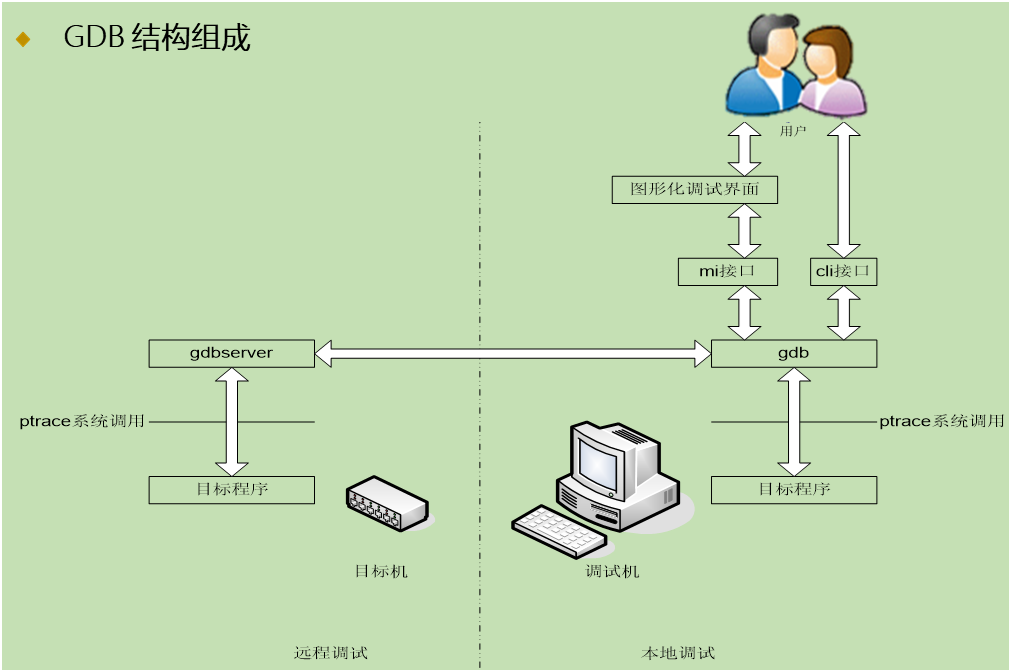 GDB 结构组成
用户
图形化调试界面
mi接口
cli接口
gdbserver
gdb
ptrace系统调用
ptrace系统调用
目标程序
目标程序
目标机
调试机
远程调试
本地调试